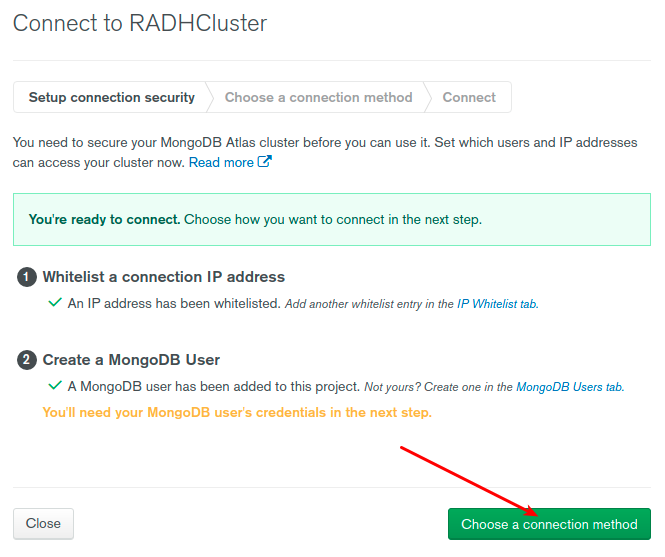 Connect to RADHCluster
Setup connection security Choose a connection method Connect
You need to secure your MongoDB Atlas cluster before you can use it. Set which users and IP addresses
can access your cluster now. Read more
You're ready to connect. Choose how you want to connect in the next step.
1 Whitelist a connection IP address
An IP address has been whitelisted. Add another whitelist entry in the IP Whitelist tab.
2 Create a MongoDB User
A MongoDB user has been added to this project. Not yours? Create one in the MongoDB Users tab.
You'll need your MongoDB user's credentials in the next step.
Close Choose a connection method